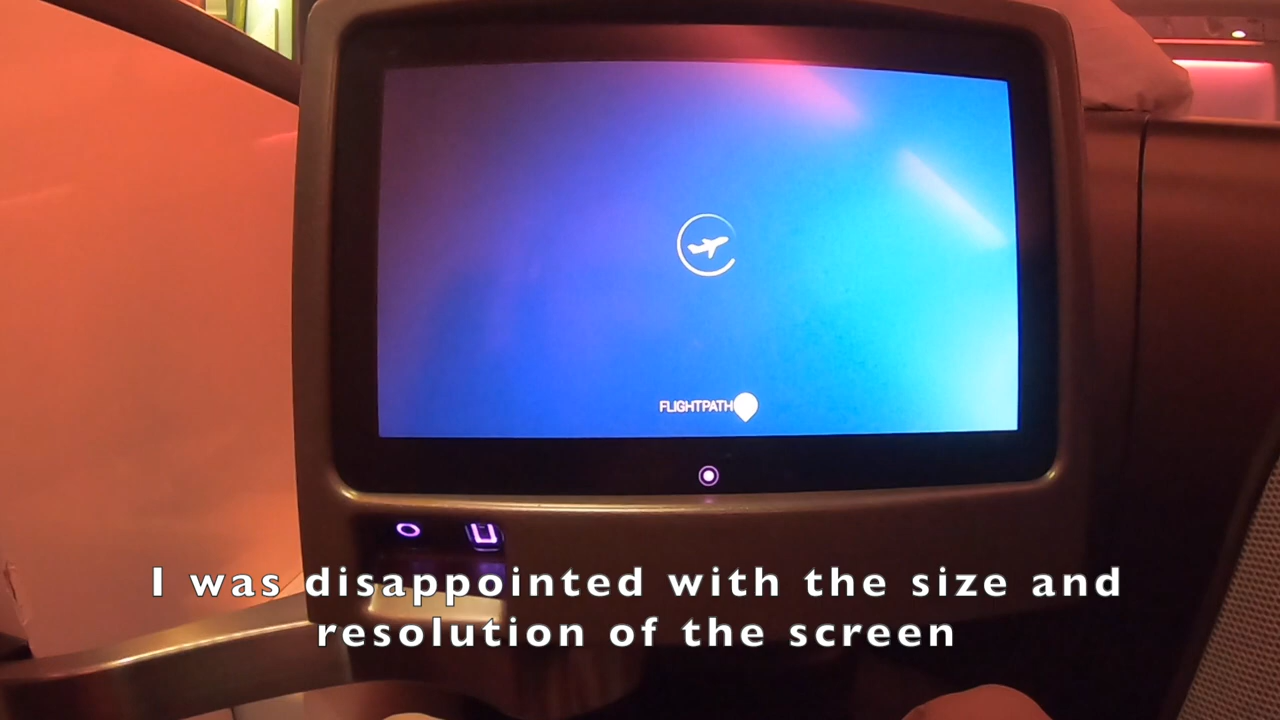 FLIGHTPATH
I was disappointed with the size and
resolution of the screen